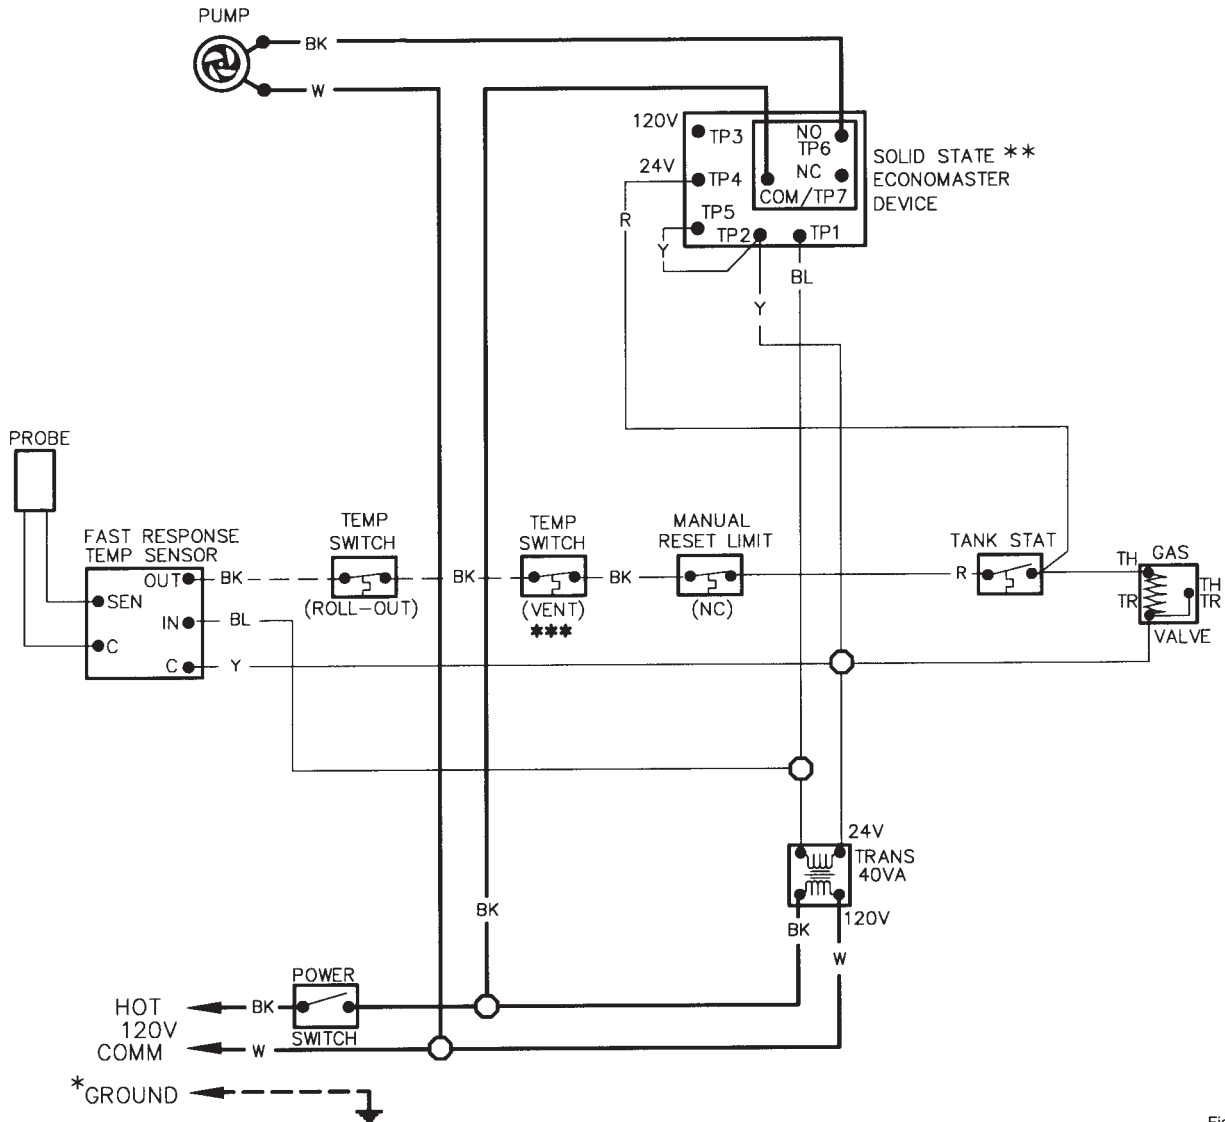 PUMP
BK
W
120V
TP3
NO
TP6
24V
TP4
NC
COM/TP7
SOLID STATE **
ECONOMASTER
DEVICE
R
TP5
TP2
TP1
Y
BL
Y
PROBE
FAST RESPONSE
TEMP SENSOR
OUT
SEN
IN
C
C
BK
BL
Y
TEMP
SWITCH
(ROLL-OUT)
BK
TEMP
SWITCH
(VENT)
***
BK
MANUAL
RESET LIMIT
(NC)
R
TANK STAT
TH
GAS
TH
TR
TR
VALVE
24V
TRANS
40VA
120V
BK
BK
W
POWER
SWITCH
HOT
BK
120V
COMM
W
*GROUND
Fig